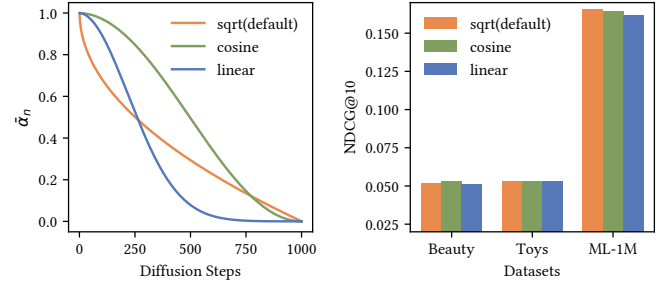 1.0
0.8
0.6
0.4
0.2
0.0
ᾱn
sqrt(default)
cosine
linear
0 250 500 750 1000
Diffusion Steps
0.150
0.125
0.100
0.075
0.050
0.025
NDCG@10
sqrt(default)
cosine
linear
Beauty Toys ML-1M
Datasets